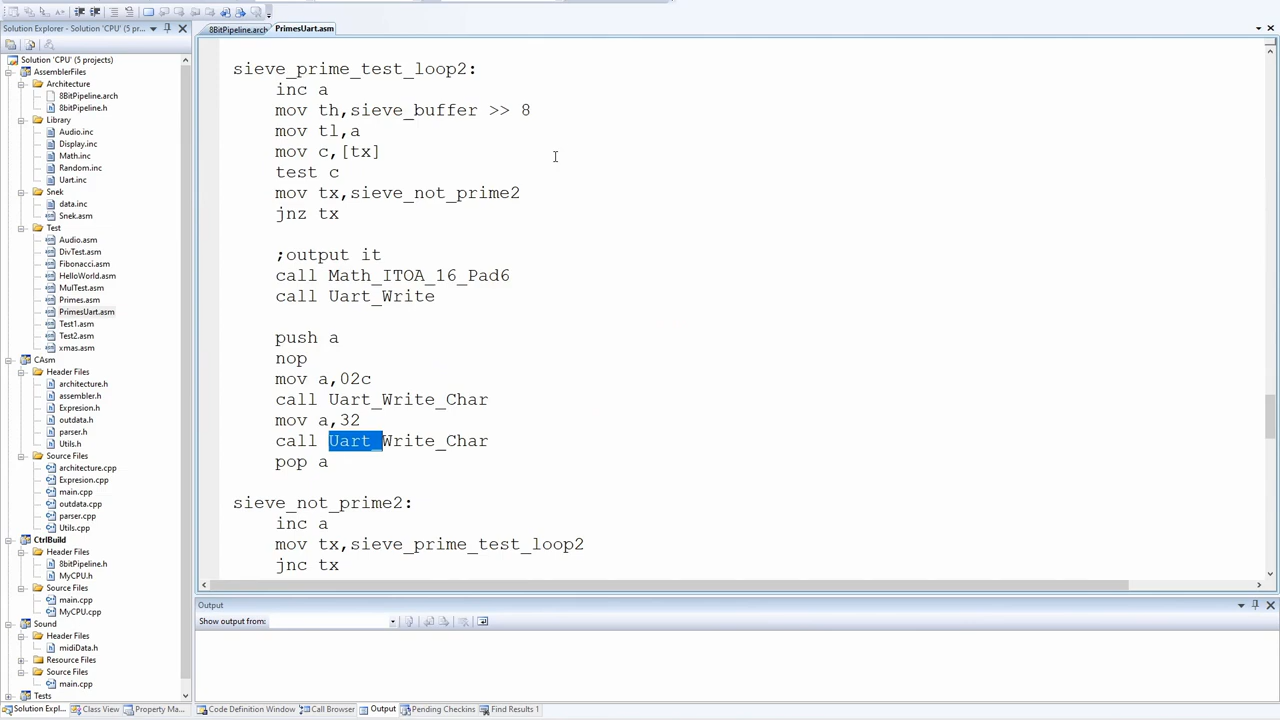 Solution Explorer - Solution 'CPU' (5 pr...
Solution 'CPU' (5 projects)
AssemblerFiles
Architecture
8BitPipeline.arch
8bitPipeline.h
Library
Audio.inc
Display.inc
Math.inc
Random.inc
Uart.inc
Snek
data.inc
Snek.asm
Test
Audio.asm
DivTest.asm
Fibonacci.asm
HelloWorld.asm
MulTest.asm
Primes.asm
PrimesUart.asm
Test1.asm
Test2.asm
xmas.asm
CAsm
Header Files
architecture.h
assembler.h
Expresion.h
outdata.h
parser.h
Utils.h
Source Files
architecture.cpp
Expresion.cpp
main.cpp
outdata.cpp
parser.cpp
Utils.cpp
CtrlBuild
Header Files
8bitPipeline.h
MyCPU.h
Source Files
main.cpp
MyCPU.cpp
Sound
Header Files
midiData.h
Resource Files
Source Files
main.cpp
Tests
Solution Expl... Class View Property Ma...
8BitPipeline.arch PrimesUart.asm
sieve_prime_test_loop2:
inc a
mov th,sieve_buffer >> 8
mov tl,a
mov c,[tx]
test c
mov tx,sieve_not_prime2
jnz tx
;output it
call Math_ITOA_16_Pad6
call Uart_Write
push a
nop
mov a,02c
call Uart_Write_Char
mov a,32
call Uart_Write_Char
pop a
sieve_not_prime2:
inc a
mov tx,sieve_prime_test_loop2
jnc tx
Output
Show output from:
Code Definition Window Call Browser Output Pending Checkins Find Results 1